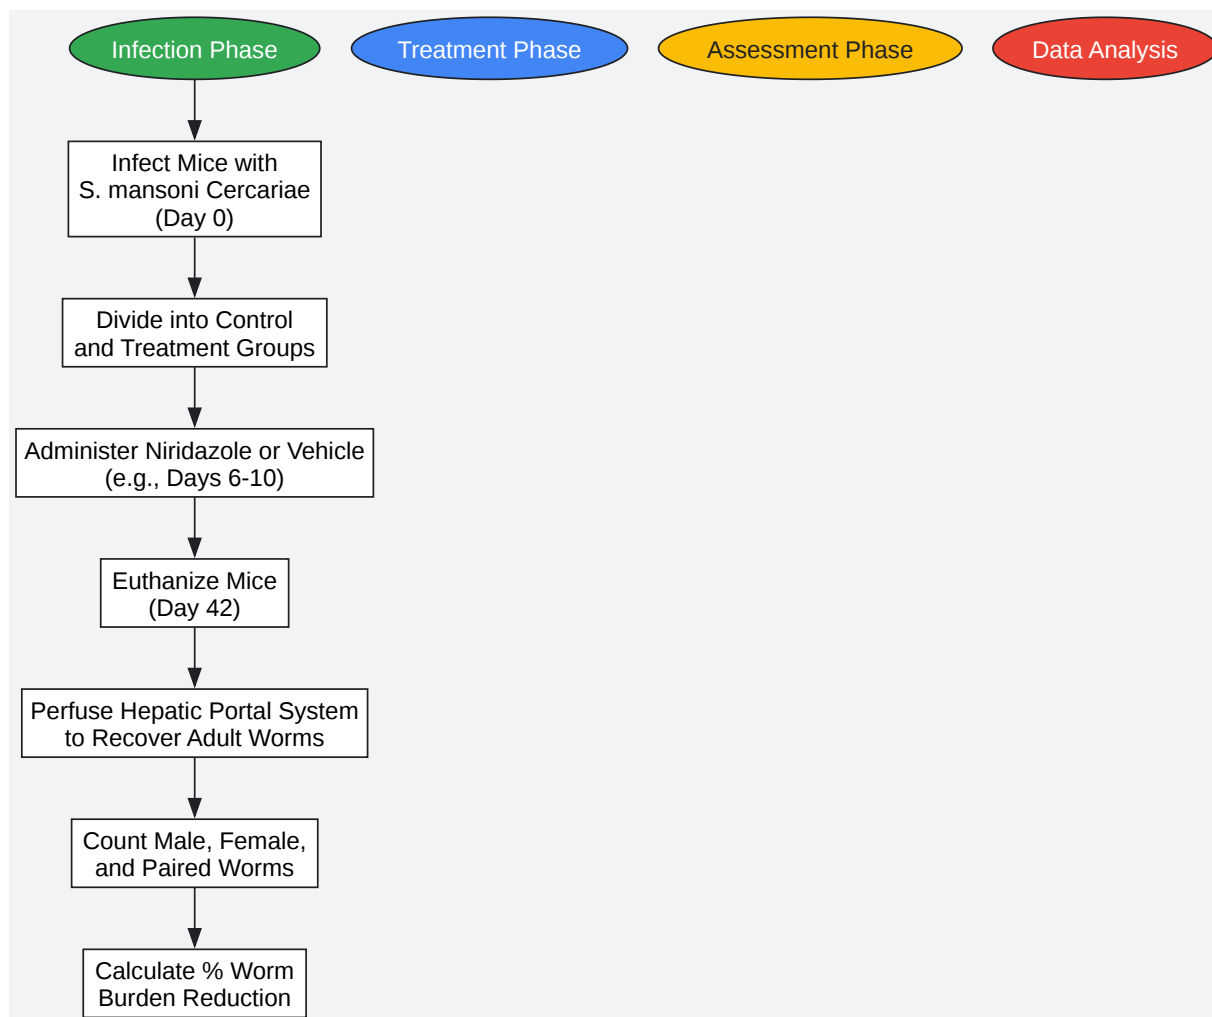 Infection Phase
Treatment Phase
Assessment Phase
Data Analysis
Infect Mice with
S. mansoni Cercariae
(Day 0)
Divide into Control
and Treatment Groups
Administer Niridazole or Vehicle
(e.g., Days 6-10)
Euthanize Mice
(Day 42)
Perfuse Hepatic Portal System
to Recover Adult Worms
Count Male, Female,
and Paired Worms
Calculate % Worm
Burden Reduction